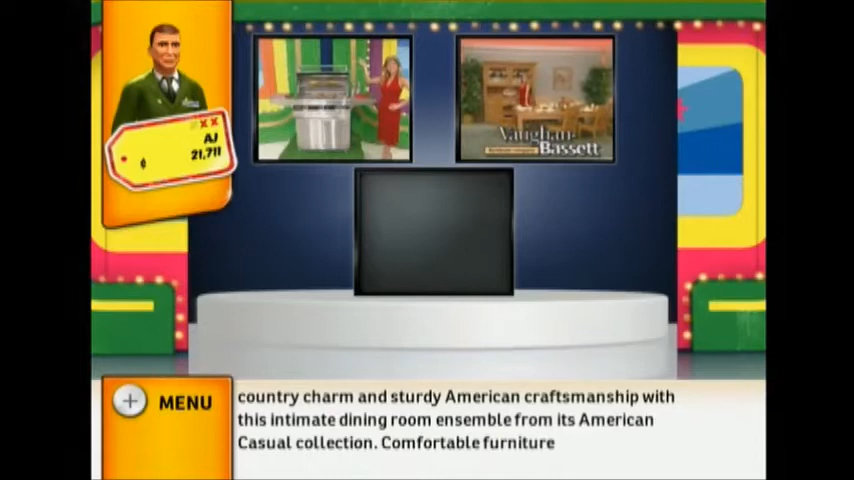 XX
AJ
¢ 21,711
Vaughan-
Bassett
+ MENU
country charm and sturdy American craftsmanship with
this intimate dining room ensemble from its American
Casual collection. Comfortable furniture